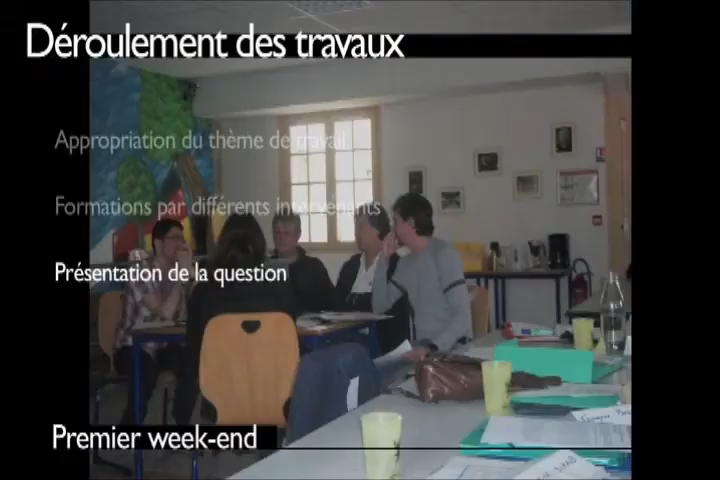 Déroulement des travaux
Appropriation du thème de travail
Formations par différents intervenants
Présentation de la question
Premier week-end